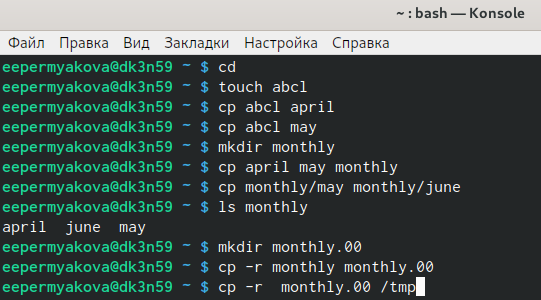 ~ : bash — Konsole
Файл Правка Вид Закладки Настройка Справка
eepermyakova@dk3n59 ~ $ cd
eepermyakova@dk3n59 ~ $ touch abcl
eepermyakova@dk3n59 ~ $ cp abcl april
eepermyakova@dk3n59 ~ $ cp abcl may
eepermyakova@dk3n59 ~ $ mkdir monthly
eepermyakova@dk3n59 ~ $ cp april may monthly
eepermyakova@dk3n59 ~ $ cp monthly/may monthly/june
eepermyakova@dk3n59 ~ $ ls monthly
april  june  may
eepermyakova@dk3n59 ~ $ mkdir monthly.00
eepermyakova@dk3n59 ~ $ cp -r monthly monthly.00
eepermyakova@dk3n59 ~ $ cp -r  monthly.00 /tmp